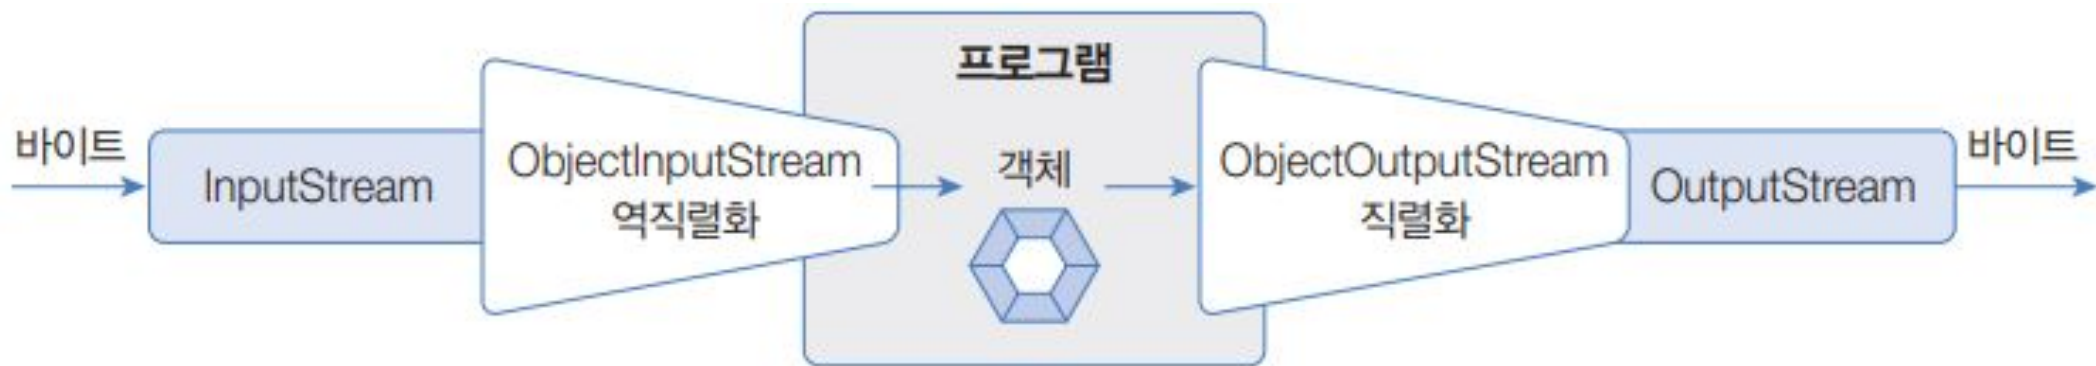 프로그램
바이트
InputStream
ObjectInputStream
역직렬화
객체
ObjectOutputStream
직렬화
OutputStream
바이트